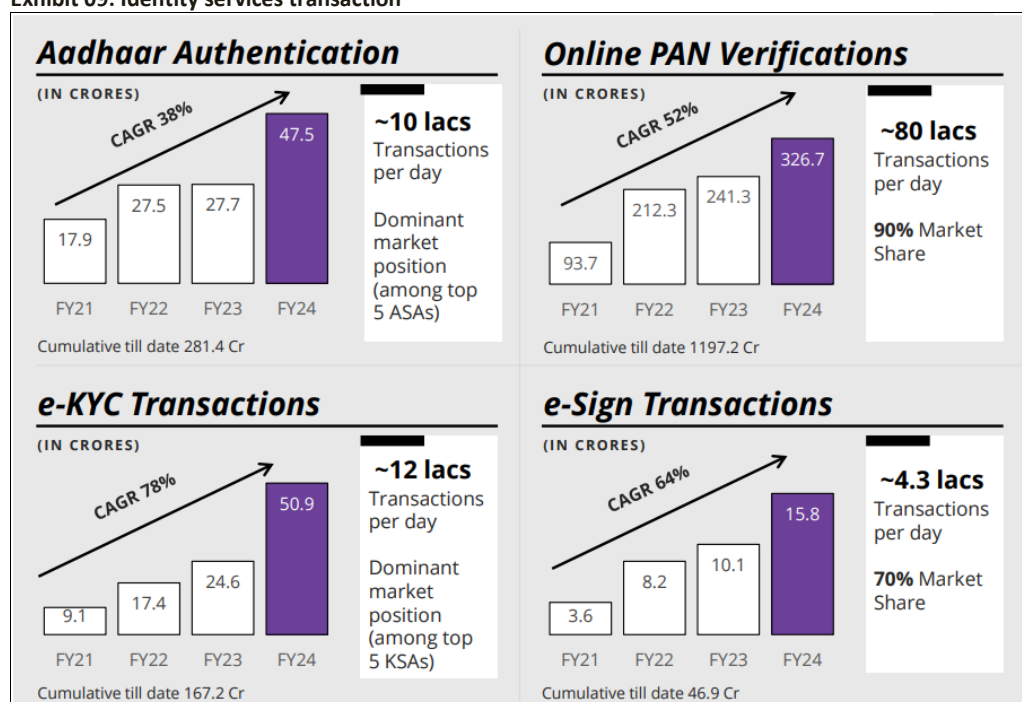 Exhibit 09: Identity services transaction
Aadhaar Authentication
(IN CRORES)
CAGR 38%
17.9
27.5
27.7
47.5
FY21
FY22
FY23
FY24
~10 lacs
Transactions
per day
Dominant
market
position
(among top
5 ASAs)
Cumulative till date 281.4 Cr
Online PAN Verifications
(IN CRORES)
CAGR 52%
93.7
212.3
241.3
326.7
FY21
FY22
FY23
FY24
~80 lacs
Transactions
per day
90% Market
Share
Cumulative till date 1197.2 Cr
e-KYC Transactions
(IN CRORES)
CAGR 78%
9.1
17.4
24.6
50.9
FY21
FY22
FY23
FY24
~12 lacs
Transactions
per day
Dominant
market
position
(among top
5 KSAs)
Cumulative till date 167.2 Cr
e-Sign Transactions
(IN CRORES)
CAGR 64%
3.6
8.2
10.1
15.8
FY21
FY22
FY23
FY24
~4.3 lacs
Transactions
per day
70% Market
Share
Cumulative till date 46.9 Cr